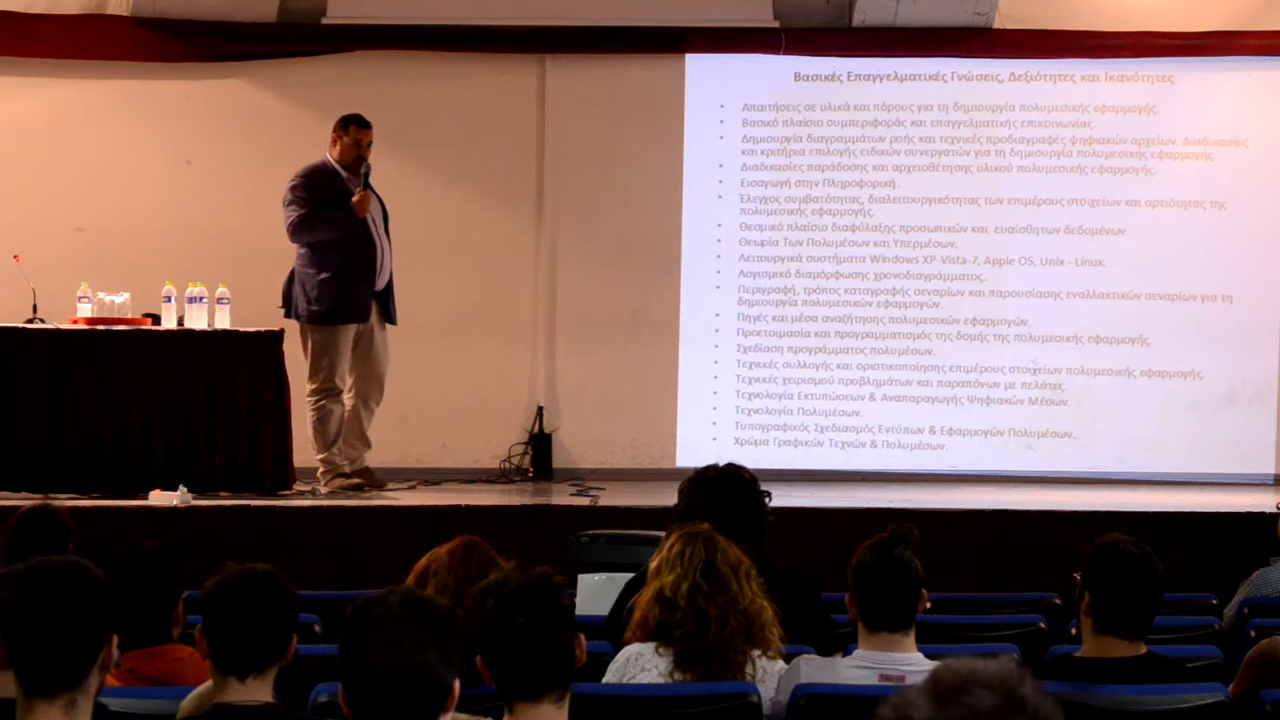 Βασικές Επαγγελματικές Γνώσεις, Δεξιότητες και Ικανότητες
• Απαιτήσεις σε υλικά και πόρους για τη δημιουργία πολυμεσικής εφαρμογής.
• Βασικό πλαίσιο συμπεριφοράς και επαγγελματικής επικοινωνίας.
• Δημιουργία διαγραμμάτων ροής και τεχνικές προδιαγραφές ψηφιακών αρχείων. Διαδικασίες
και κριτήρια επιλογής ειδικών συνεργατών για τη δημιουργία πολυμεσικής εφαρμογής.
• Διαδικασίες παράδοσης και αρχειοθέτησης υλικού πολυμεσικής εφαρμογής.
• Εισαγωγή στην Πληροφορική.
• Έλεγχος συμβατότητας, διαλειτουργικότητας των επιμέρους στοιχείων και αρτιότητας της
πολυμεσικής εφαρμογής.
• Θεσμικό πλαίσιο διαφύλαξης προσωπικών και ευαίσθητων δεδομένων.
• Θεωρία Των Πολυμέσων και Υπερμέσων.
• Λειτουργικά συστήματα Windows XP-Vista-7, Apple OS, Unix - Linux.
• Λογισμικό διαμόρφωσης χρονοδιαγράμματος.
• Περιγραφή, τρόπος καταγραφής σεναρίων και παρουσίασης εναλλακτικών σεναρίων για τη
δημιουργία πολυμεσικών εφαρμογών.
• Πηγές και μέσα αναζήτησης πολυμεσικών εφαρμογών.
• Προετοιμασία και προγραμματισμός της δομής της πολυμεσικής εφαρμογής.
• Σχεδίαση προγράμματος πολυμέσων.
• Τεχνικές συλλογής και οριστικοποίησης επιμέρους στοιχείων πολυμεσικής εφαρμογής.
• Τεχνικές χειρισμού προβλημάτων και παραπόνων με πελάτες.
• Τεχνολογία Εκτυπώσεων & Αναπαραγωγής Ψηφιακών Μέσων.
• Τεχνολογία Πολυμέσων.
• Τυπογραφικός Σχεδιασμός Εντύπων & Εφαρμογών Πολυμέσων.
• Χρώμα Γραφικών Τεχνών & Πολυμέσων.